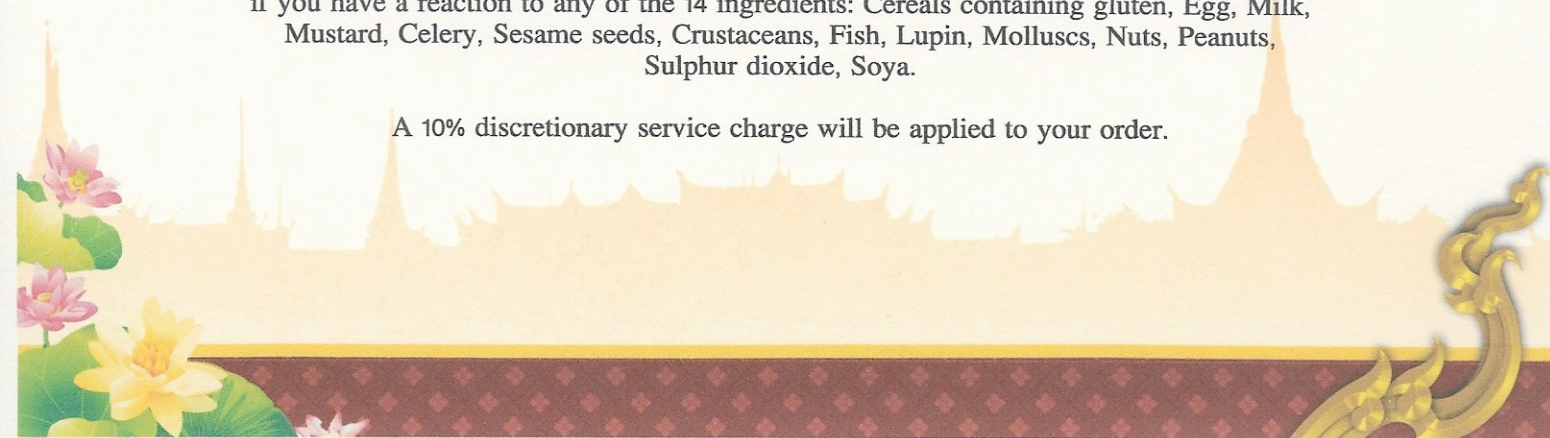 if you have a reaction to any of the 14 ingredients: Cereals containing gluten, Egg, Milk,
Mustard, Celery, Sesame seeds, Crustaceans, Fish, Lupin, Molluscs, Nuts, Peanuts,
Sulphur dioxide, Soya.
A 10% discretionary service charge will be applied to your order.